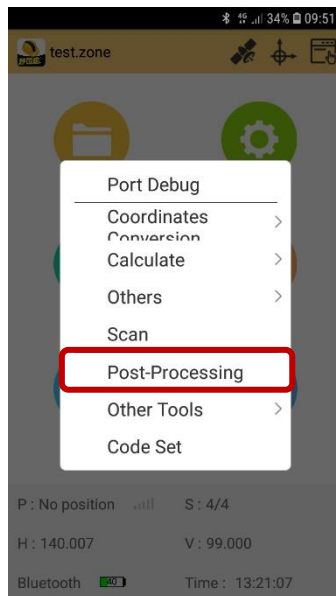 4G 34% 09:51
test.zone
Port Debug
Coordinates
Conversion
Calculate
Others
Scan
Post-Processing
Other Tools
Code Set
P : No position S : 4/4
H : 140.007 V : 99.000
Bluetooth 40 Time : 13:21:07